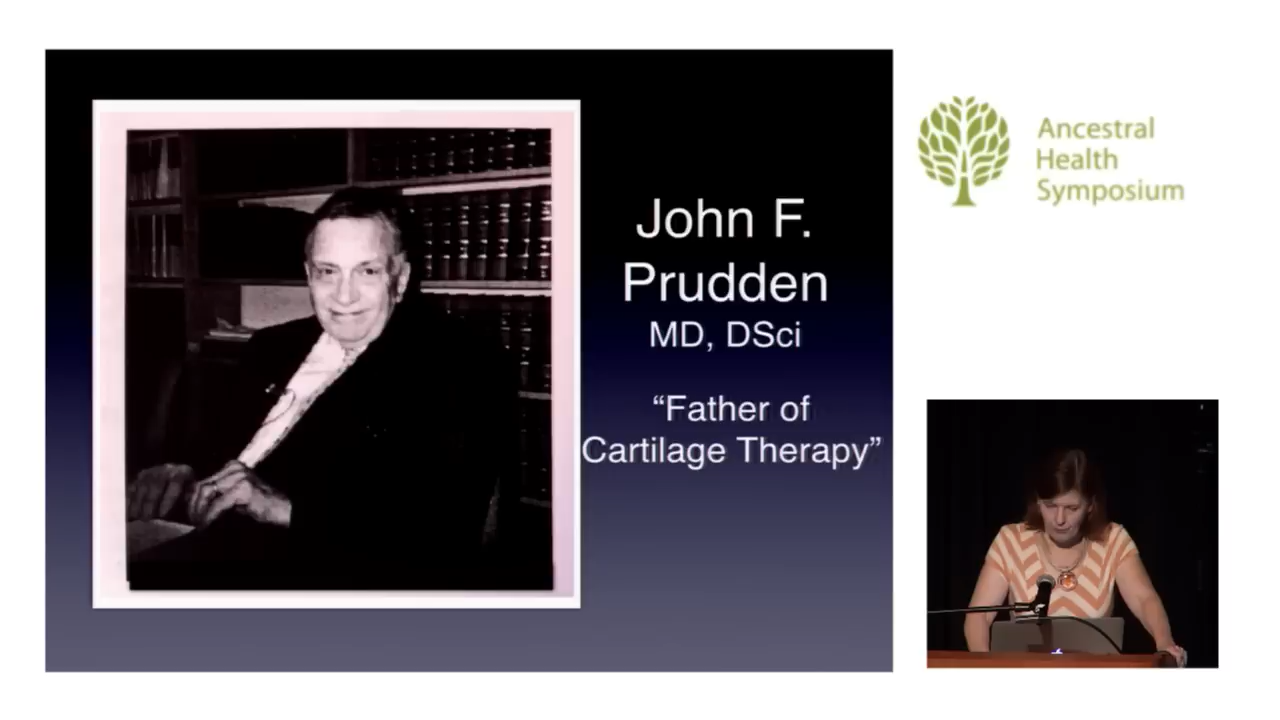 John F.
Prudden
MD, DSci
“Father of
Cartilage Therapy”
Ancestral
Health
Symposium